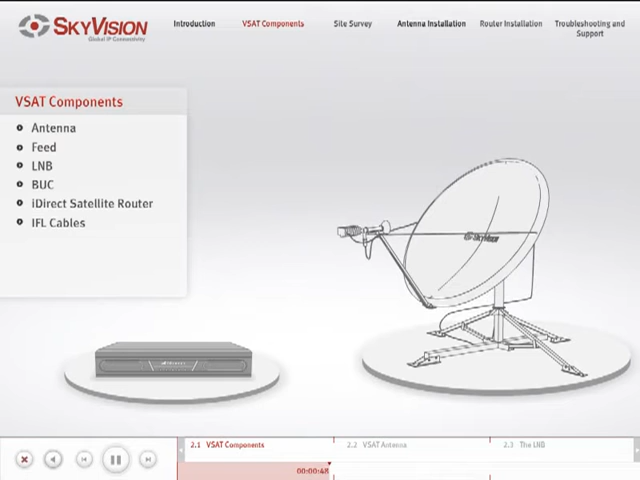 SKYVISION
Global IP Connectivity
Introduction
VSAT Components
Site Survey
Antenna Installation
Router Installation
Troubleshooting and
Support
VSAT Components
Antenna
Feed
LNB
BUC
iDirect Satellite Router
IFL Cables
SKYVISION
2.1 VSAT Components
2.2 VSAT Antenna
2.3 The LNB
00:00:48